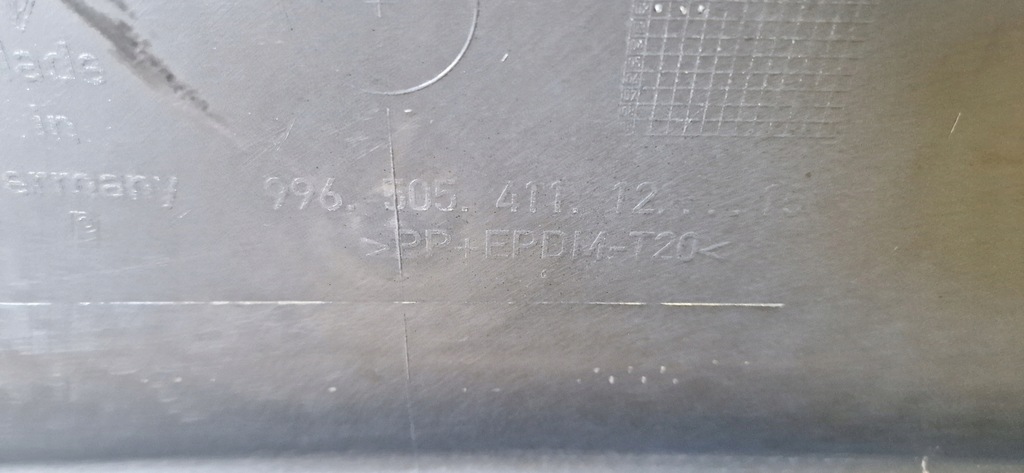 Made
in
Germany
996. 505. 411. 12....
>PP+EPDM-T20<